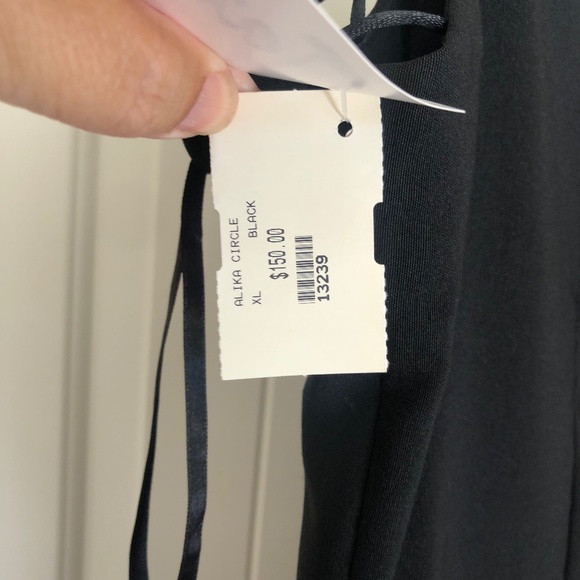 ALIKA CIRCLE
XL BLACK
$150.00
13239